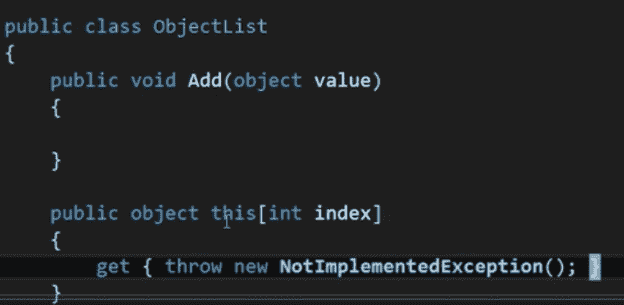 public class ObjectList
{
public void Add(object value)
{
}
public object this[int index]
{
get { throw new NotImplementedException(); }
}